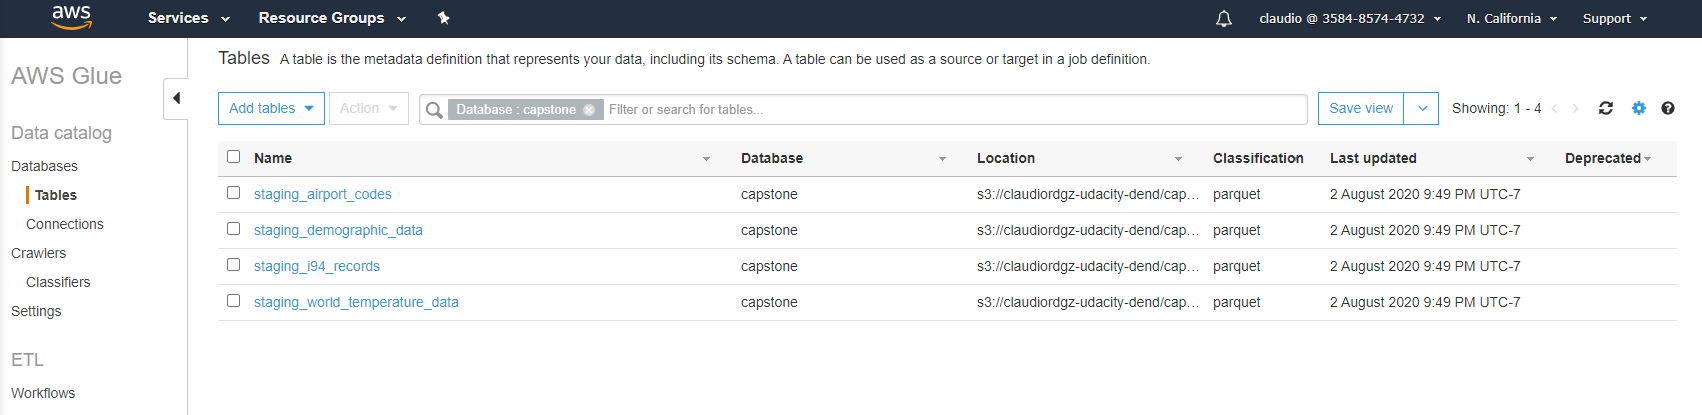 aws Services Resource Groups claudio @ 3584-8574-4732 N. California Support
AWS Glue
Data catalog
Databases
Tables
Connections
Crawlers
Classifiers
Settings
ETL
Workflows
Tables A table is the metadata definition that represents your data, including its schema. A table can be used as a source or target in a job definition.
Add tables Action Database : capstone Filter or search for tables... Save view Showing: 1 - 4
Name Database Location Classification Last updated Deprecated
staging_airport_codes capstone s3://claudiordgz-udacity-dend/cap... parquet 2 August 2020 9:49 PM UTC-7
staging_demographic_data capstone s3://claudiordgz-udacity-dend/cap... parquet 2 August 2020 9:49 PM UTC-7
staging_i94_records capstone s3://claudiordgz-udacity-dend/cap... parquet 2 August 2020 9:49 PM UTC-7
staging_world_temperature_data capstone s3://claudiordgz-udacity-dend/cap... parquet 2 August 2020 9:49 PM UTC-7